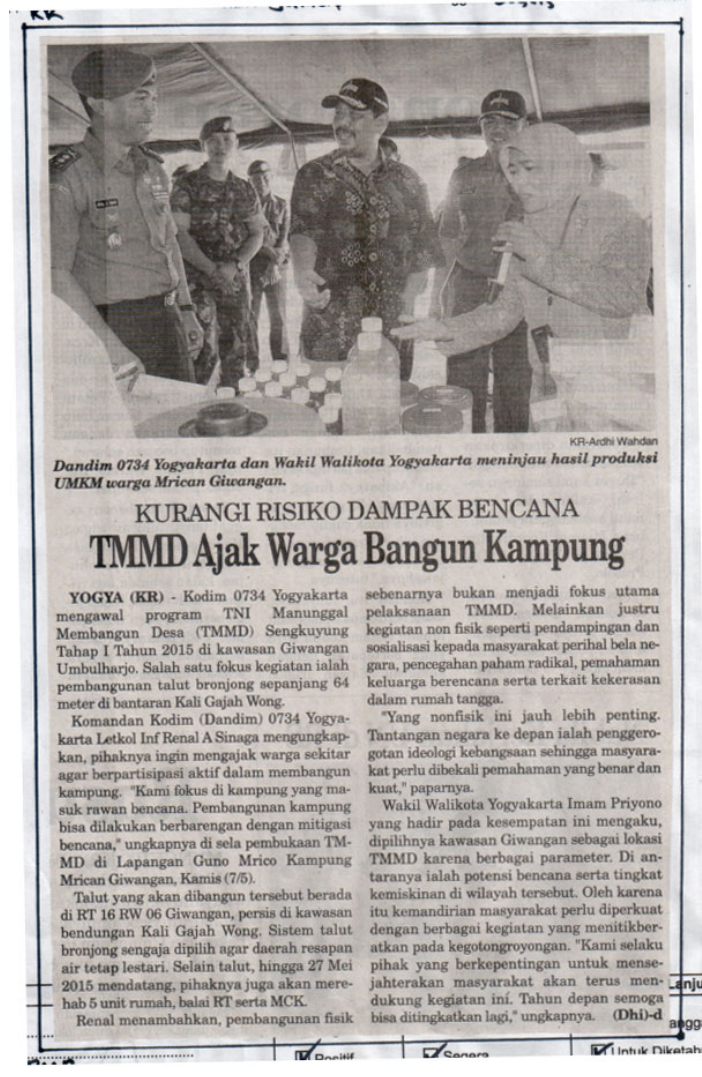 KR
KR-Ardhi Wahdan
Dandim 0734 Yogyakarta dan Wakil Walikota Yogyakarta meninjau hasil produksi
UMKM warga Mrican Giwangan.
KURANGI RISIKO DAMPAK BENCANA
TMMD Ajak Warga Bangun Kampung
YOGYA (KR) - Kodim 0734 Yogyakarta
mengawal program TNI Manunggal
Membangun Desa (TMMD) Sengkuyung
Tahap I Tahun 2015 di kawasan Giwangan
Umbulharjo. Salah satu fokus kegiatan ialah
pembangunan talut bronjong sepanjang 64
meter di bantaran Kali Gajah Wong.
Komandan Kodim (Dandim) 0734 Yogya-
karta Letkol Inf Renal A Sinaga mengungkap-
kan, pihaknya ingin mengajak warga sekitar
agar berpartisipasi aktif dalam membangun
kampung. "Kami fokus di kampung yang ma-
suk rawan bencana. Pembangunan kampung
bisa dilakukan berbarengan dengan mitigasi
bencana," ungkapnya di sela pembukaan TM-
MD di Lapangan Guno Mrico Kampung
Mrican Giwangan, Kamis (7/5).
Talut yang akan dibangun tersebut berada
di RT 16 RW 06 Giwangan, persis di kawasan
bendungan Kali Gajah Wong. Sistem talut
bronjong sengaja dipilih agar daerah resapan
air tetap lestari. Selain talut, hingga 27 Mei
2015 mendatang, pihaknya juga akan mere-
hab 5 unit rumah, balai RT serta MCK.
Renal menambahkan, pembangunan fisik
sebenarnya bukan menjadi fokus utama
pelaksanaan TMMD. Melainkan justru
kegiatan non fisik seperti pendampingan dan
sosialisasi kepada masyarakat perihal bela ne-
gara, pencegahan paham radikal, pemahaman
keluarga berencana serta terkait kekerasan
dalam rumah tangga.
"Yang nonfisik ini jauh lebih penting.
Tantangan negara ke depan ialah penggero-
gotan ideologi kebangsaan sehingga masyara-
kat perlu dibekali pemahaman yang benar dan
kuat," paparnya.
Wakil Walikota Yogyakarta Imam Priyono
yang hadir pada kesempatan ini mengaku,
dipilihnya kawasan Giwangan sebagai lokasi
TMMD karena berbagai parameter. Di an-
taranya ialah potensi bencana serta tingkat
kemiskinan di wilayah tersebut. Oleh karena
itu kemandirian masyarakat perlu diperkuat
dengan berbagai kegiatan yang menitikber-
atkan pada kegotongroyongan. "Kami selaku
pihak yang berkepentingan untuk mense-
jahterakan masyarakat akan terus men-
dukung kegiatan ini. Tahun depan semoga
bisa ditingkatkan lagi," ungkapnya. (Dhi)-d
Lanju
angg
Positif
Segera
Untuk Diketah